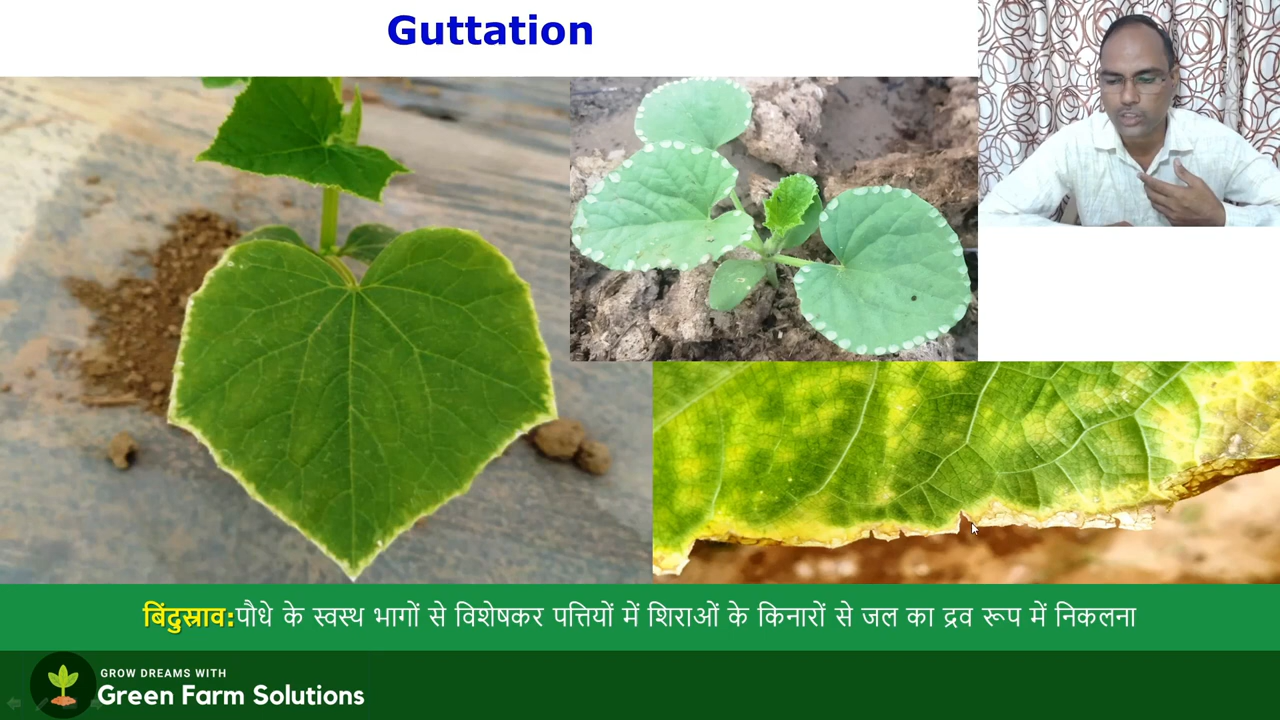 Guttation
बिंदुस्राव:पौधे के स्वस्थ भागों से विशेषकर पत्तियों में शिराओं के किनारों से जल का द्रव रूप में निकलना
GROW DREAMS WITH
Green Farm Solutions